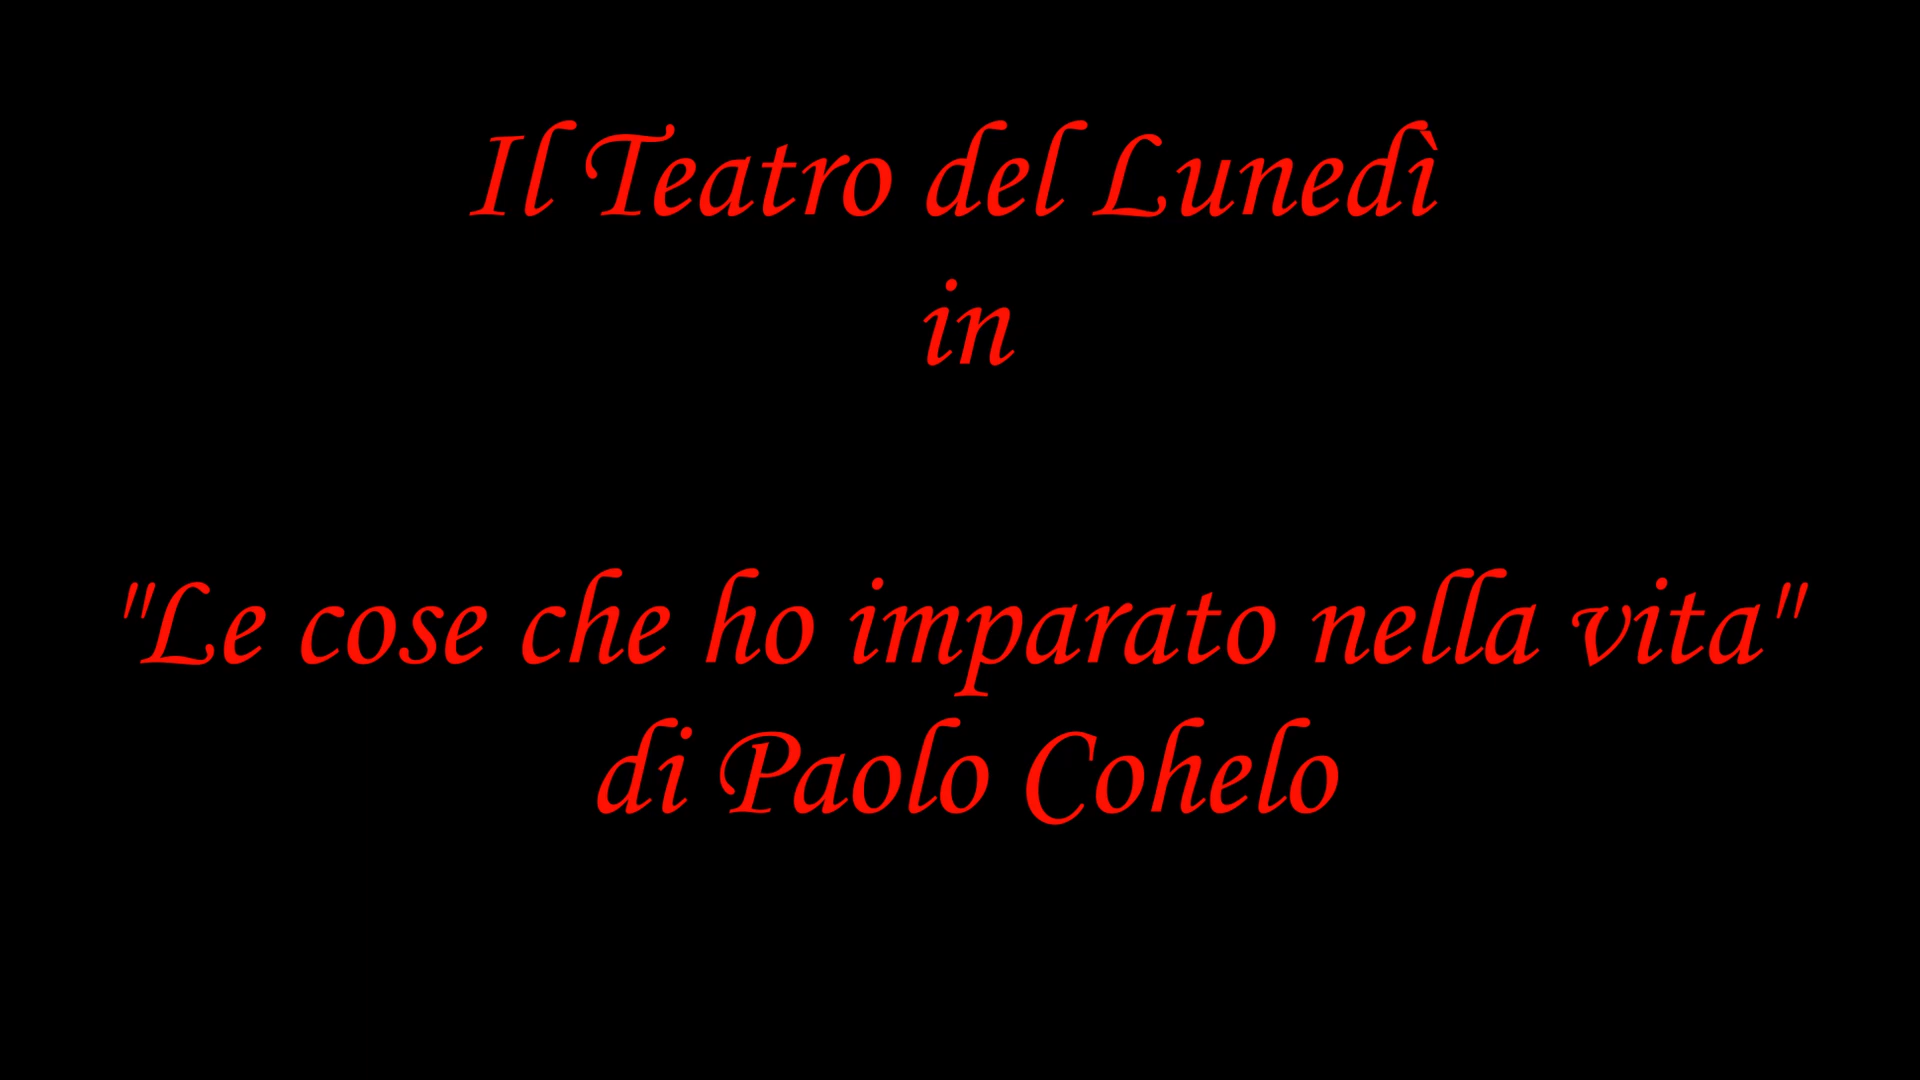 Il Teatro del Lunedì
in
"Le cose che ho imparato nella vita"
di Paolo Cohelo